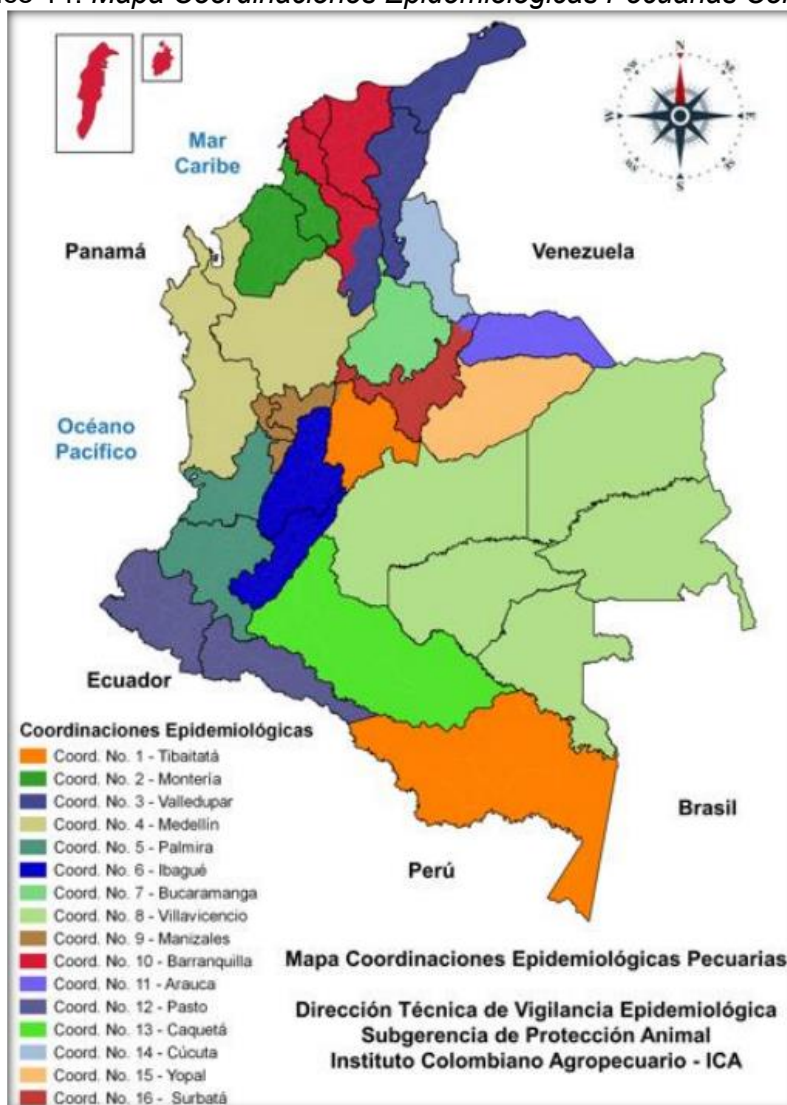 Mapa Coordinaciones Epidemiológicas Pecuarias
Mar
Caribe
Panamá
Venezuela
Océano
Pacífico
Ecuador
Brasil
Perú
N
E
S
W
Coordinaciones Epidemiológicas
Coord. No. 1 - Tibaitatá
Coord. No. 2 - Montería
Coord. No. 3 - Valledupar
Coord. No. 4 - Medellín
Coord. No. 5 - Palmira
Coord. No. 6 - Ibagué
Coord. No. 7 - Bucaramanga
Coord. No. 8 - Villavicencio
Coord. No. 9 - Manizales
Coord. No. 10 - Barranquilla
Coord. No. 11 - Arauca
Coord. No. 12 - Pasto
Coord. No. 13 - Caquetá
Coord. No. 14 - Cúcuta
Coord. No. 15 - Yopal
Coord. No. 16 - Surbatá
Mapa Coordinaciones Epidemiológicas Pecuarias
Dirección Técnica de Vigilancia Epidemiológica
Subgerencia de Protección Animal
Instituto Colombiano Agropecuario - ICA